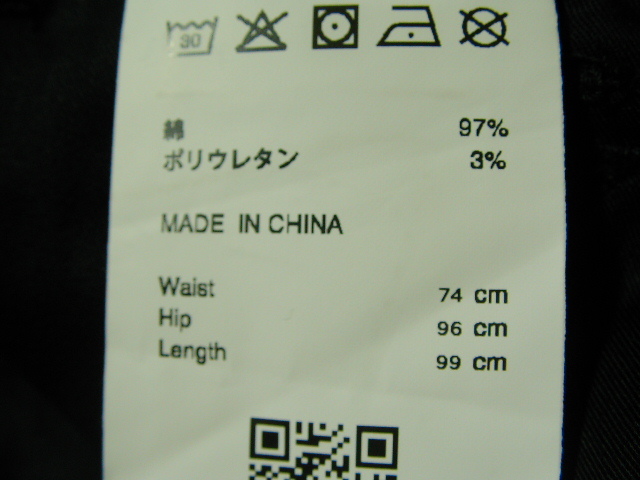 30
綿 97%
ポリウレタン 3%
MADE IN CHINA
Waist 74 cm
Hip 96 cm
Length 99 cm